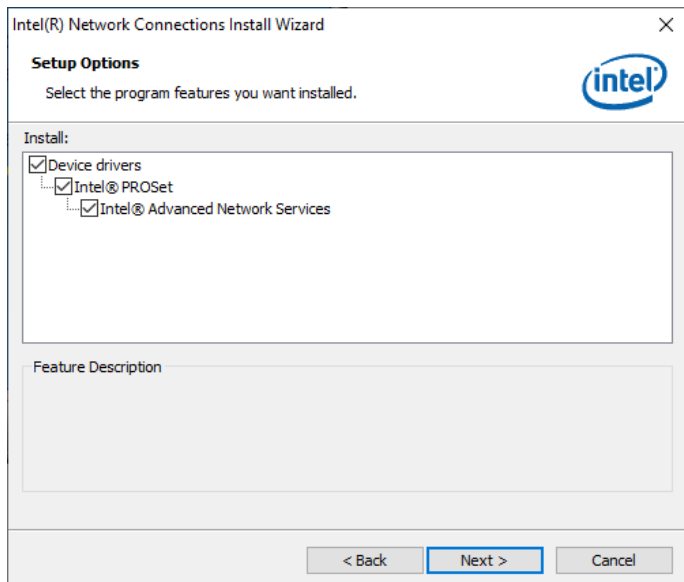 Intel(R) Network Connections Install Wizard
Setup Options
Select the program features you want installed.
intel
Install:
Device drivers
Intel® PROSet
Intel® Advanced Network Services
Feature Description
< Back
Next >
Cancel